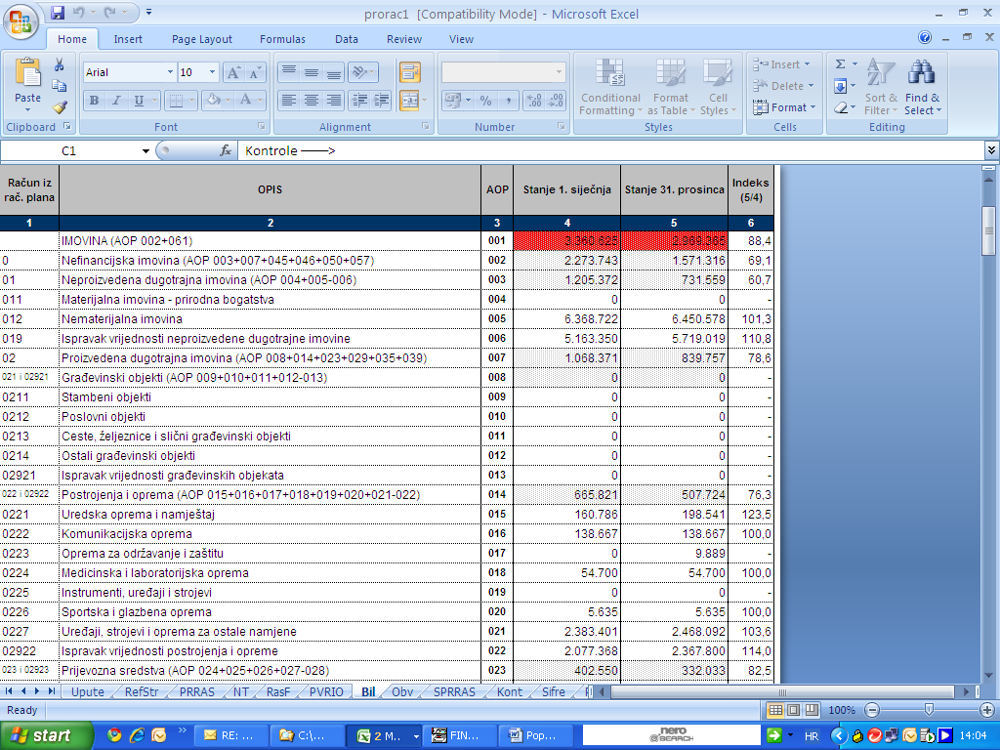 prorac1 [Compatibility Mode] - Microsoft Excel
Home Insert Page Layout Formulas Data Review View
Paste Arial 10 Conditional Formatting Format as Table Cell Styles Insert Delete Format Sort & Filter Find & Select
Clipboard Font Alignment Number Styles Cells Editing
C1 fx Kontrole ——>
Račun iz rač. plana OPIS AOP Stanje 1. siječnja Stanje 31. prosinca Indeks (5/4)
1 2 3 4 5 6
IMOVINA (AOP 002+061) 001 3.360.625 2.969.365 88,4
0 Nefinancijska imovina (AOP 003+007+045+046+050+057) 002 2.273.743 1.571.316 69,1
01 Neproizvedena dugotrajna imovina (AOP 004+005-006) 003 1.205.372 731.559 60,7
011 Materijalna imovina - prirodna bogatstva 004 0 0 -
012 Nematerijalna imovina 005 6.368.722 6.450.578 101,3
019 Ispravak vrijednosti neproizvedene dugotrajne imovine 006 5.163.350 5.719.019 110,8
02 Proizvedena dugotrajna imovina (AOP 008+014+023+029+035+039) 007 1.068.371 839.757 78,6
021 i 02921 Građevinski objekti (AOP 009+010+011+012-013) 008 0 0 -
0211 Stambeni objekti 009 0 0 -
0212 Poslovni objekti 010 0 0 -
0213 Ceste, željeznice i slični građevinski objekti 011 0 0 -
0214 Ostali građevinski objekti 012 0 0 -
02921 Ispravak vrijednosti građevinskih objekata 013 0 0 -
022 i 02922 Postrojenja i oprema (AOP 015+016+017+018+019+020+021-022) 014 665.821 507.724 76,3
0221 Uredska oprema i namještaj 015 160.786 198.541 123,5
0222 Komunikacijska oprema 016 138.667 138.667 100,0
0223 Oprema za održavanje i zaštitu 017 0 9.889 -
0224 Medicinska i laboratorijska oprema 018 54.700 54.700 100,0
0225 Instrumenti, uređaji i strojevi 019 0 0 -
0226 Sportska i glazbena oprema 020 5.635 5.635 100,0
0227 Uređaji, strojevi i oprema za ostale namjene 021 2.383.401 2.468.092 103,6
02922 Ispravak vrijednosti postrojenja i opreme 022 2.077.368 2.367.800 114,0
023 i 02923 Prijevozna sredstva (AOP 024+025+026+027-028) 023 402.550 332.033 82,5
Upute RefStr PRRAS NT RasF PVRIO Bil Obv SPRRAS Kont Sifre
Ready 100%
start RE: ... C:\... 2 M... FIN... Pop... nero SEARCH HR 14:04